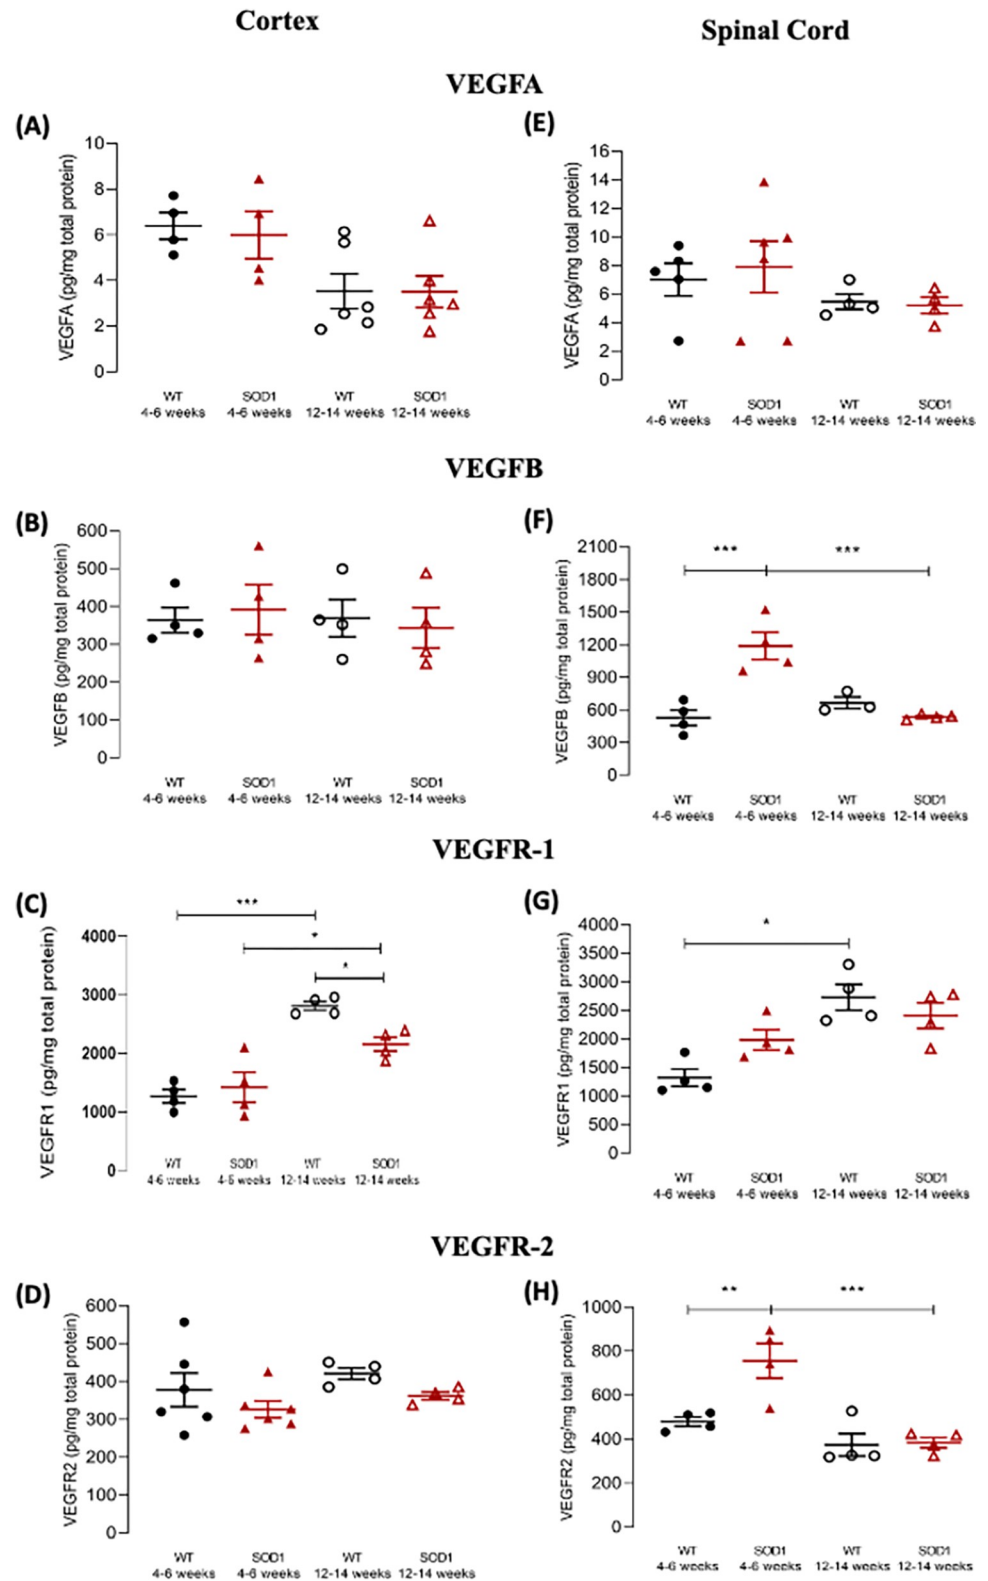 Cortex
Spinal Cord
VEGFA
(A)
VEGFA (pg/mg total protein)
10
8
6
4
2
0
WT SOD1 WT SOD1
4-6 weeks 4-6 weeks 12-14 weeks 12-14 weeks
(E)
VEGFA (pg/mg total protein)
16
14
12
10
8
6
4
2
0
WT SOD1 WT SOD1
4-6 weeks 4-6 weeks 12-14 weeks 12-14 weeks
VEGFB
(B)
VEGFB (pg/mg total protein)
600
500
400
300
200
100
0
WT SOD1 WT SOD1
4-6 weeks 4-6 weeks 12-14 weeks 12-14 weeks
(F)
VEGFB (pg/mg total protein)
2100
1800
1500
1200
900
600
300
0
*** ***
WT SOD1 WT SOD1
4-6 weeks 4-6 weeks 12-14 weeks 12-14 weeks
VEGFR-1
(C)
VEGFR1 (pg/mg total protein)
4000
3000
2000
1000
0
***
*
*
WT SOD1 WT SOD1
4-6 weeks 4-6 weeks 12-14 weeks 12-14 weeks
(G)
VEGFR1 (pg/mg total protein)
4000
3500
3000
2500
2000
1500
1000
500
0
*
WT SOD1 WT SOD1
4-6 weeks 4-6 weeks 12-14 weeks 12-14 weeks
VEGFR-2
(D)
VEGFR2 (pg/mg total protein)
600
500
400
300
200
100
0
WT SOD1 WT SOD1
4-6 weeks 4-6 weeks 12-14 weeks 12-14 weeks
(H)
VEGFR2 (pg/mg total protein)
1000
800
600
400
200
0
** ***
WT SOD1 WT SOD1
4-6 weeks 4-6 weeks 12-14 weeks 12-14 weeks